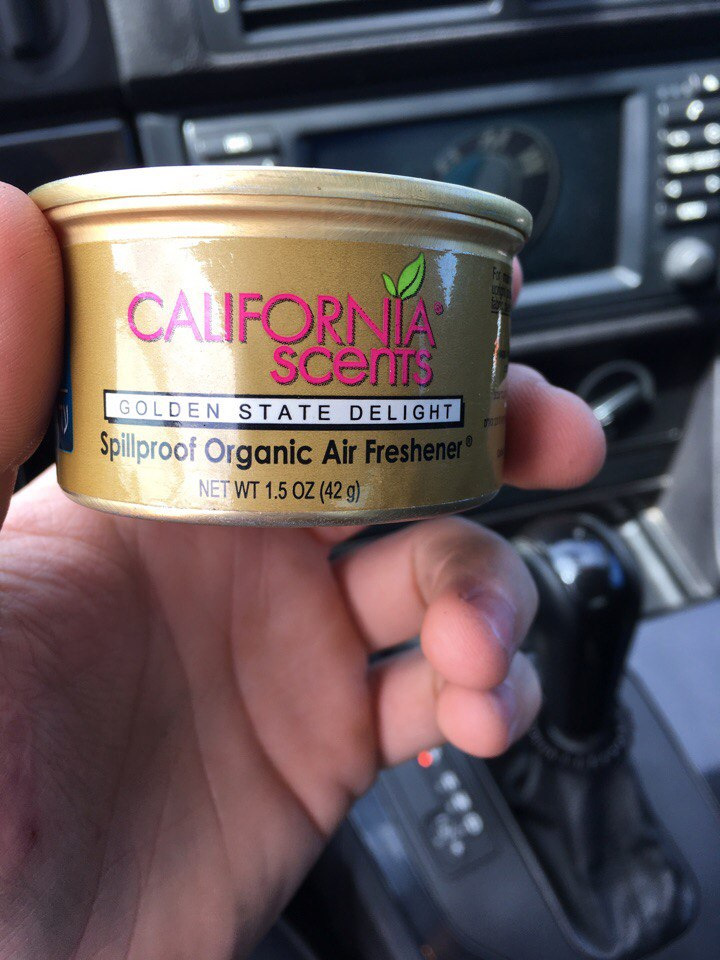 CALIFORNIA®
scents
GOLDEN STATE DELIGHT
Spillproof Organic Air Freshener®
NET WT 1.5 OZ (42 g)